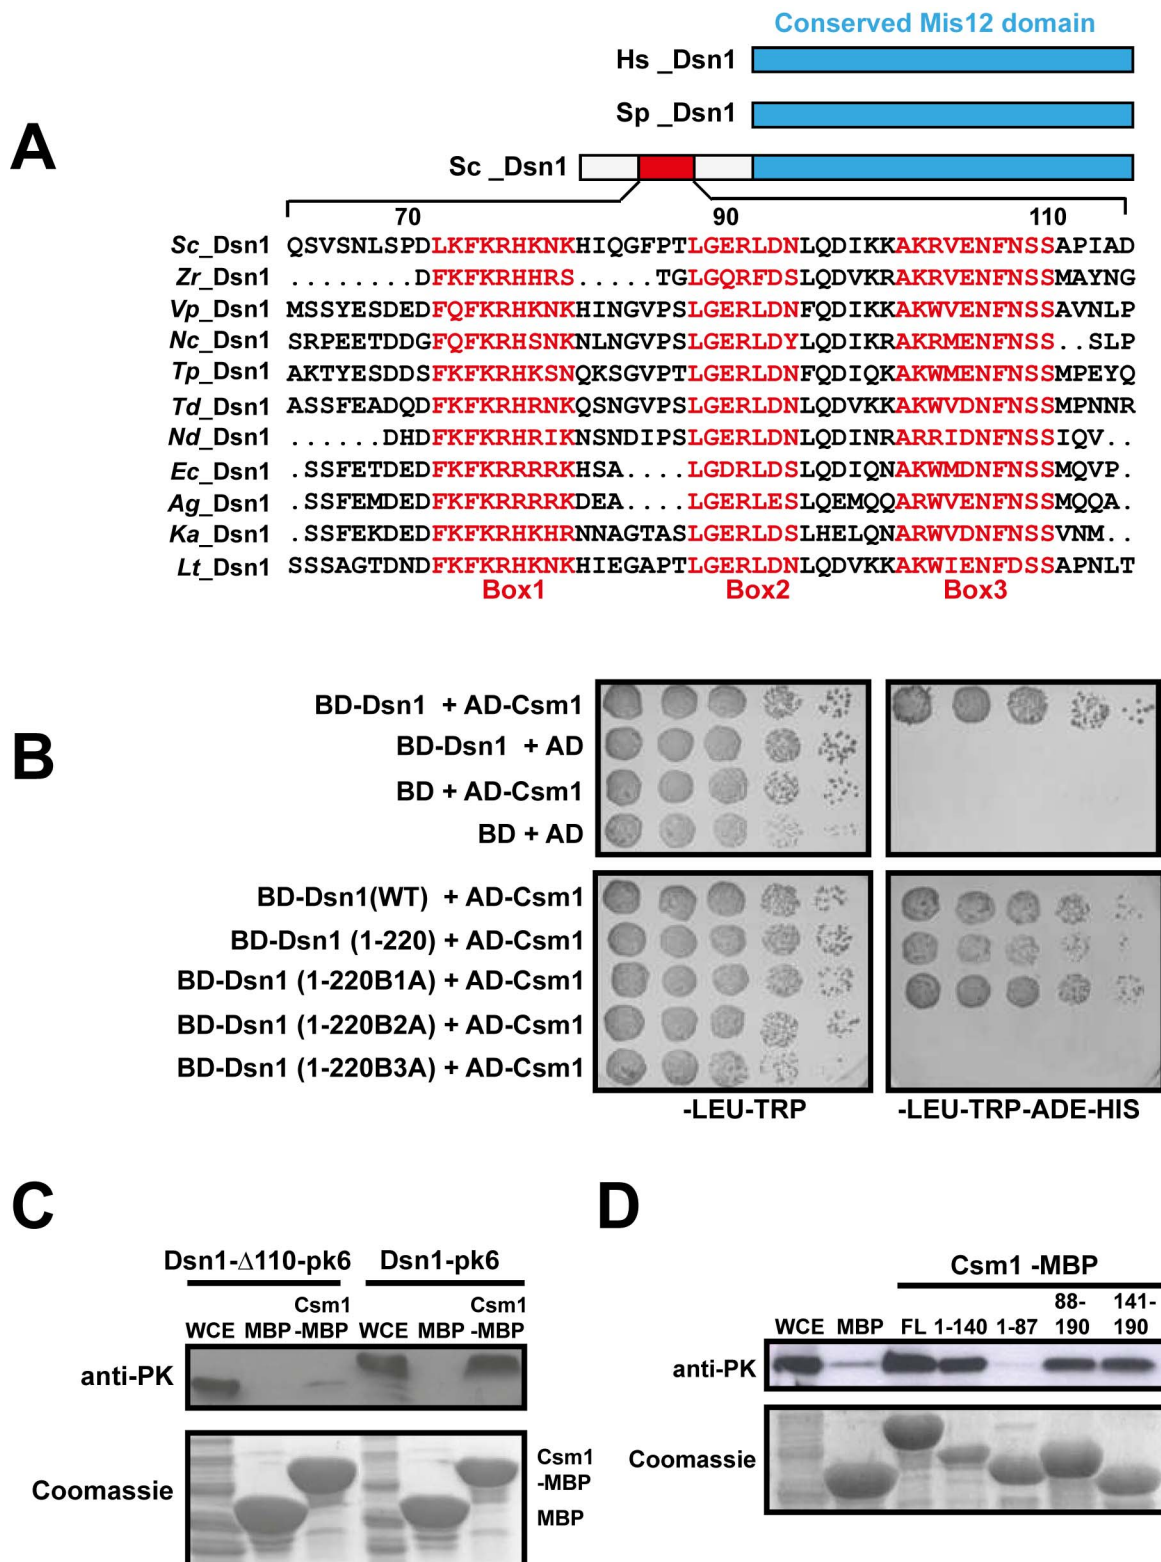 Conserved Mis12 domain
Hs _Dsn1
Sp _Dsn1
A
Sc _Dsn1
70 90 110
Sc_Dsn1 QSVSNLSPDLKFKRHKNKHIQGFPTLGERLDNLQDIKKAKRVENFNSSAPIAD
Zr_Dsn1 ........DFKFKRHHRS.....TGLGQRFDSLQDVKRAKRVENFNSSMAYNG
Vp_Dsn1 MSSYESDEDFQFKRHKNKHINGVPSLGERLDNFQDIKKAKWVENFNSSAVNLP
Nc_Dsn1 SRPEETDDGFQFKRHSNKNLNGVPSLGERLDYLQDIKRAKRMENFNSS..SLP
Tp_Dsn1 AKTYESDDSFKFKRHKSNQKSGVPTLGERLDNFQDIQKAKWMENFNSSMPEYQ
Td_Dsn1 ASSFEADQDFKFKRHRNKQSNGVPSLGERLDNLQDVKKAKWVDNFNSSMPNNR
Nd_Dsn1 ......DHDFKFKRHRIKNSNDIPSLGERLDNLQDINRARRIDNFNSSIQV..
Ec_Dsn1 .SSFETDEDFKFKRRRRKHSA....LGDRLDSLQDIQNAKWMDNFNSSMQVP.
Ag_Dsn1 .SSFEMDEDFKFKRRRRKDEA....LGERLESLQEMQQARWVENFNSSMQQA.
Ka_Dsn1 .SSFEKDEDFKFKRHKHRNNAGTASLGERLDSLHELQNARWVDNFNSSVNM..
Lt_Dsn1 SSSAGTDNDFKFKRHKNKHIEGAPTLGERLDNLQDVKKAKWIENFDSSAPNLT
Box1 Box2 Box3
B
BD-Dsn1 + AD-Csm1
BD-Dsn1 + AD
BD + AD-Csm1
BD + AD
BD-Dsn1(WT) + AD-Csm1
BD-Dsn1 (1-220) + AD-Csm1
BD-Dsn1 (1-220B1A) + AD-Csm1
BD-Dsn1 (1-220B2A) + AD-Csm1
BD-Dsn1 (1-220B3A) + AD-Csm1
-LEU-TRP -LEU-TRP-ADE-HIS
C
Dsn1-Δ110-pk6 Dsn1-pk6
WCE MBP Csm1 -MBP WCE MBP Csm1 -MBP
anti-PK
Coomassie
Csm1 -MBP
MBP
D
Csm1 -MBP
WCE MBP FL 1-140 1-87 88-190 141-190
anti-PK
Coomassie